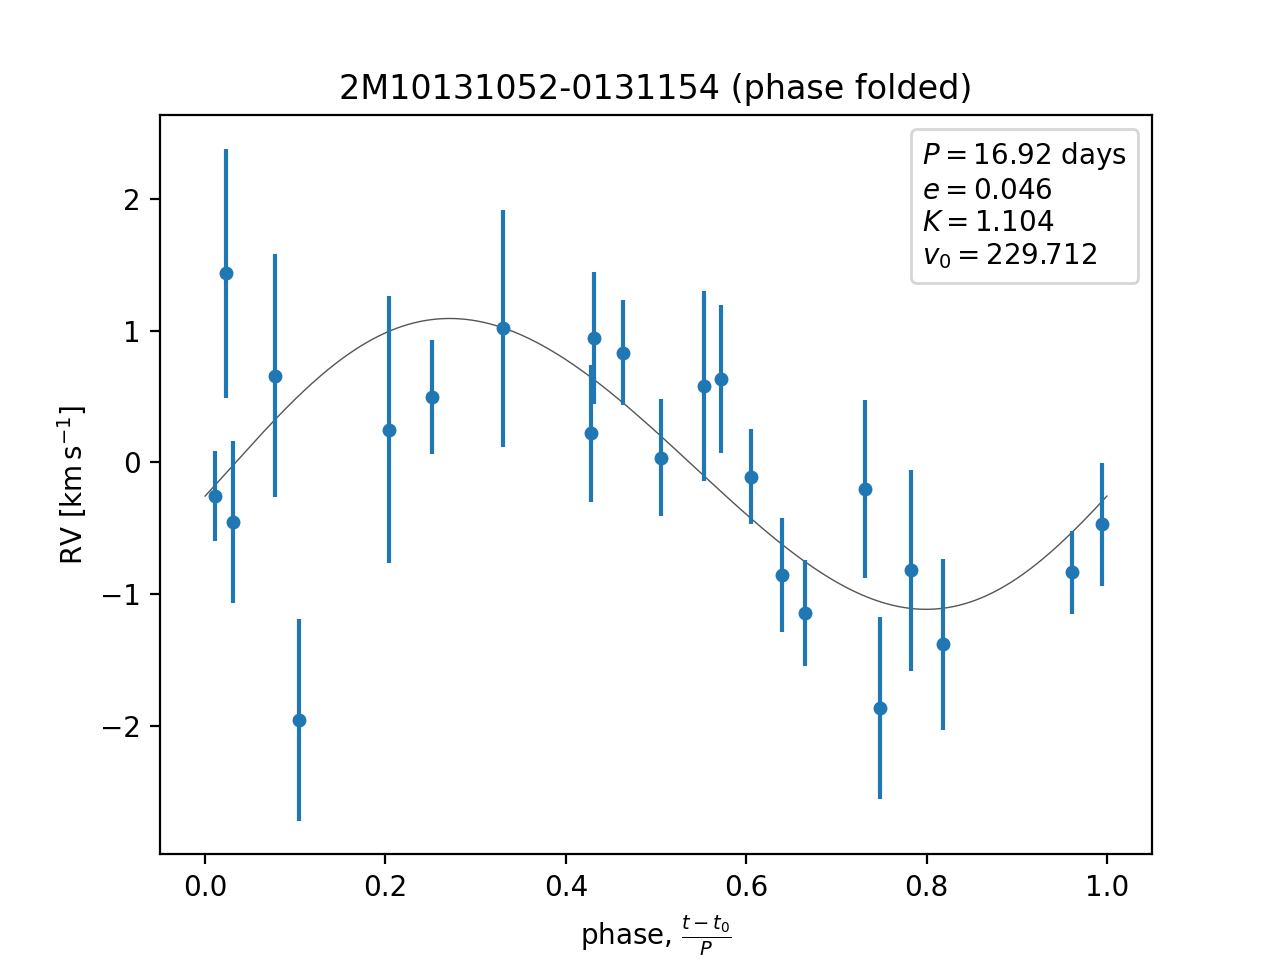 2M10131052-0131154 (phase folded)
P = 16.92 days
e = 0.046
K = 1.104
v₀ = 229.712
2
1
0
−1
−2
RV [km s⁻¹]
0.0 0.2 0.4 0.6 0.8 1.0
phase, (t − t₀)/P